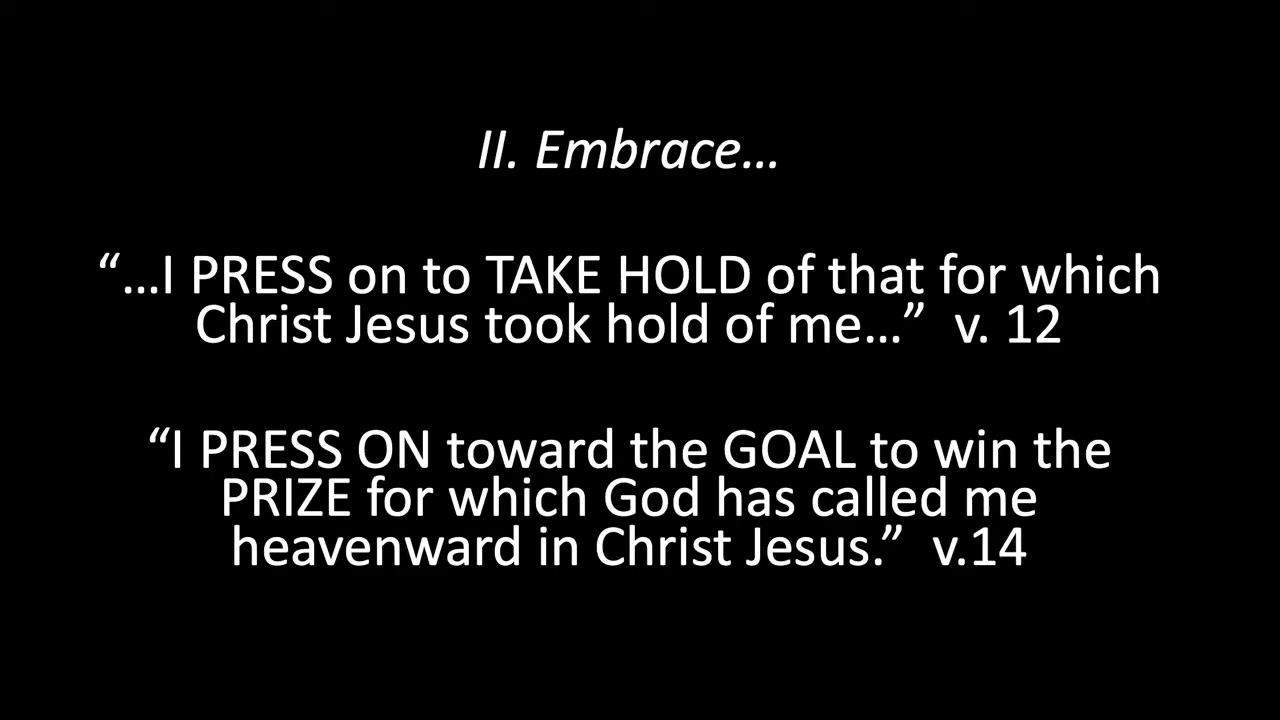 II. Embrace…
“…I PRESS on to TAKE HOLD of that for which
Christ Jesus took hold of me…”  v. 12
“I PRESS ON toward the GOAL to win the
PRIZE for which God has called me
heavenward in Christ Jesus.”  v.14